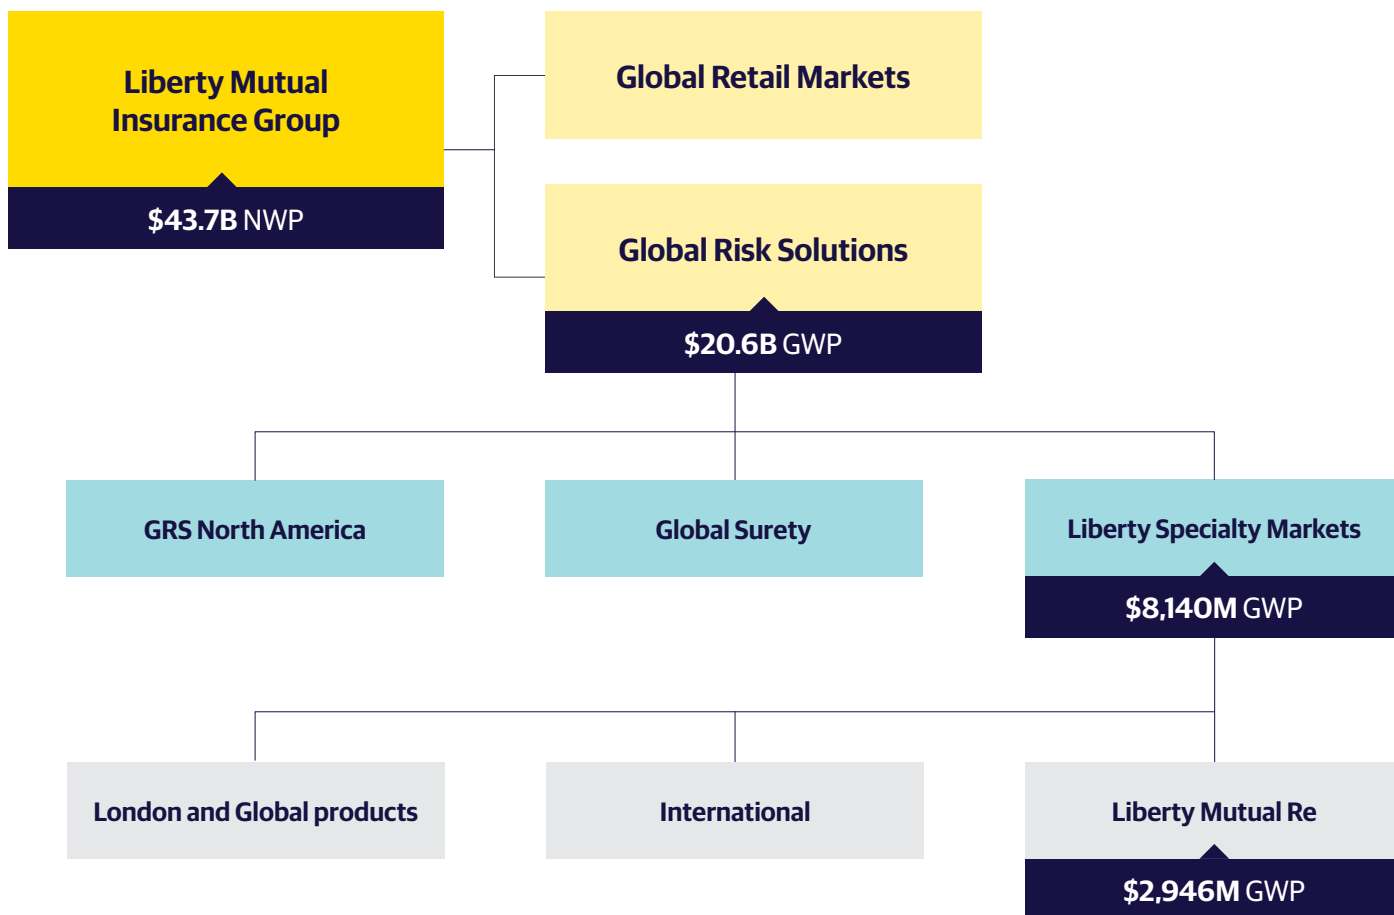 Liberty Mutual
Insurance Group
$43.7B NWP
Global Retail Markets
Global Risk Solutions
$20.6B GWP
GRS North America
Global Surety
Liberty Specialty Markets
$8,140M GWP
London and Global products
International
Liberty Mutual Re
$2,946M GWP